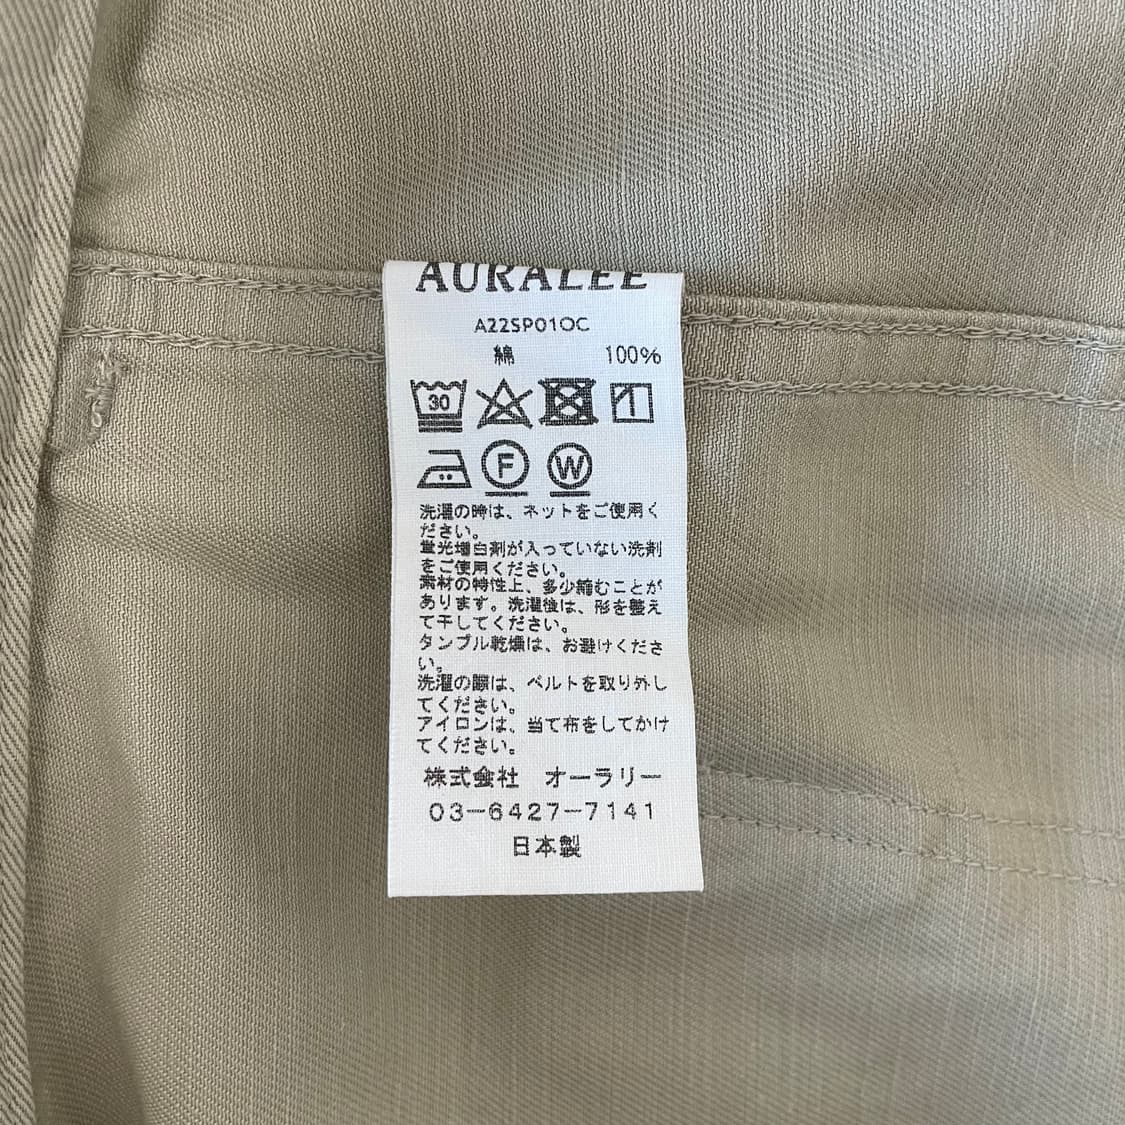 AURALEE
A22SP01OC
綿 100%
30
F W
洗濯の時は、ネットをご使用く
ださい。
蛍光増白剤が入っていない洗剤
をご使用ください。
素材の特性上、多少縮むことが
あります。洗濯後は、形を整え
て干してください。
タンブル乾燥は、お避けくださ
い。
洗濯の際は、ベルトを取り外し
てください。
アイロンは、当て布をしてかけ
てください。
株式会社 オーラリー
03-6427-7141
日本製